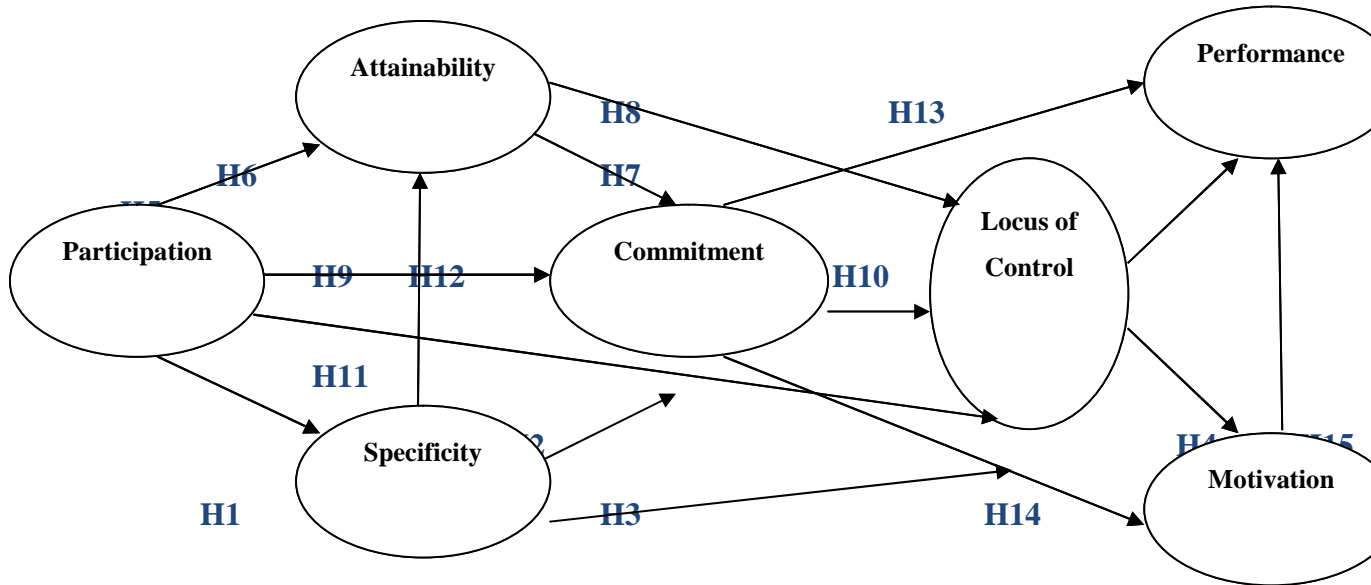 Performance
Attainability
H8
H13
H6
H7
Locus of
Control
Participation
Commitment
H9
H12
H10
H11
Specificity
Motivation
H1
H3
H14